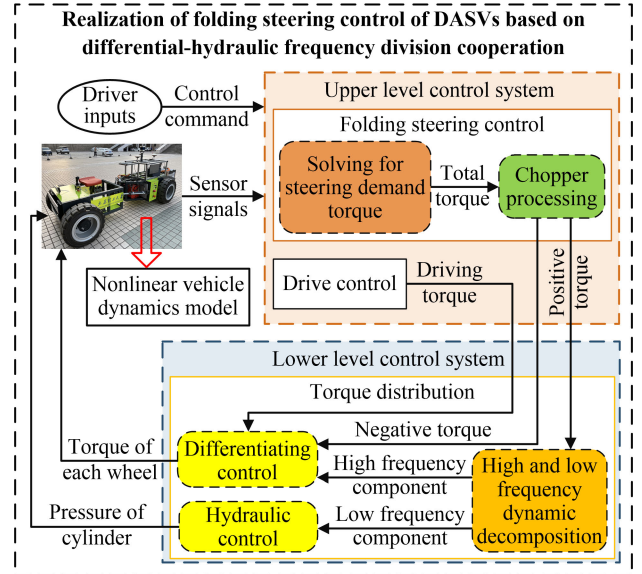 Realization of folding steering control of DASVs based on
differential-hydraulic frequency division cooperation
Driver
inputs
Control
command
Upper level control system
Folding steering control
Sensor
signals
Solving for
steering demand
torque
Total
torque
Chopper
processing
Nonlinear vehicle
dynamics model
Drive control
Driving
torque
Positive
torque
Lower level control system
Torque distribution
Negative torque
Torque of
each wheel
Differentiating
control
High frequency
component
High and low
frequency
dynamic
decomposition
Pressure of
cylinder
Hydraulic
control
Low frequency
component